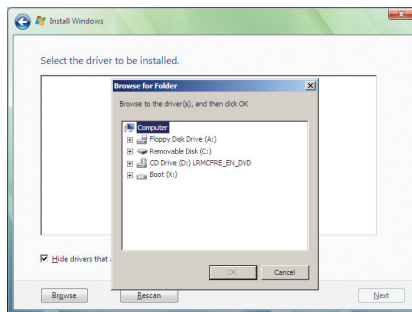 Install Windows
Select the driver to be installed.
Browse for Folder
Browse to the driver(s), and then click OK
Computer
Floppy Disk Drive (A:)
Removable Disk (C:)
CD Drive (D:) LRMCFRE_EN_DVD
Boot (X:)
Hide drivers that
OK
Cancel
Browse
Rescan
Next